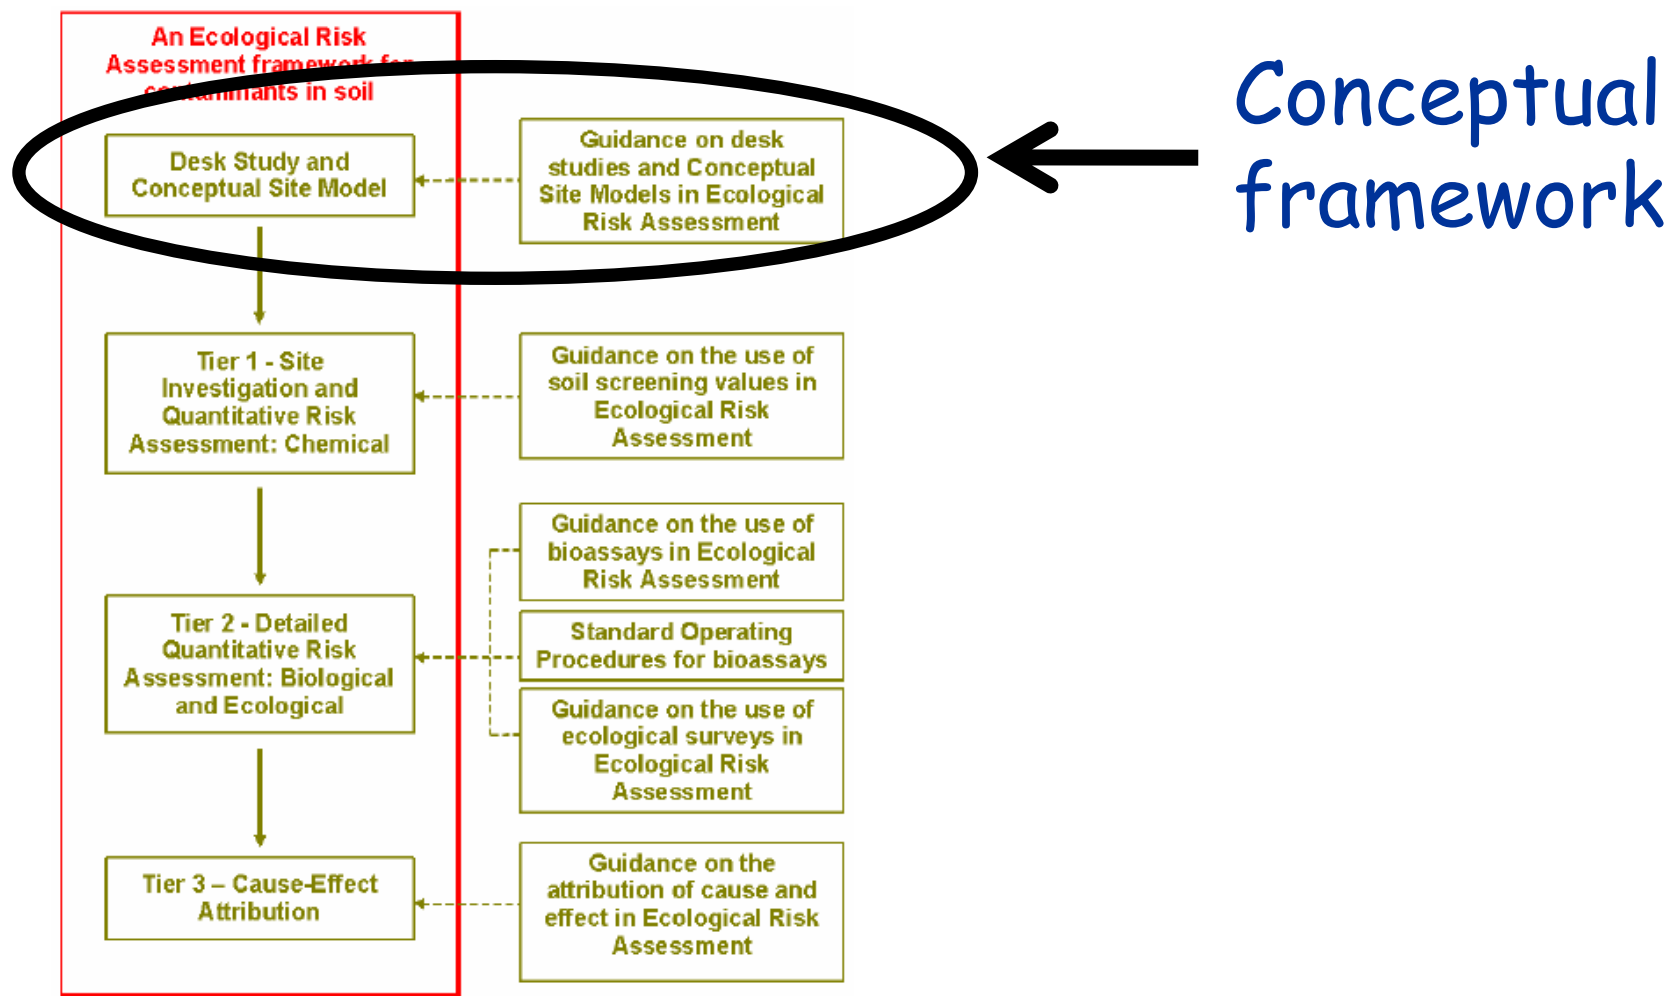 An Ecological Risk
Assessment framework for
contaminants in soil
Desk Study and
Conceptual Site Model
Guidance on desk
studies and Conceptual
Site Models in Ecological
Risk Assessment
Conceptual
framework
Tier 1 - Site
Investigation and
Quantitative Risk
Assessment: Chemical
Guidance on the use of
soil screening values in
Ecological Risk
Assessment
Guidance on the use of
bioassays in Ecological
Risk Assessment
Tier 2 - Detailed
Quantitative Risk
Assessment: Biological
and Ecological
Standard Operating
Procedures for bioassays
Guidance on the use of
ecological surveys in
Ecological Risk
Assessment
Tier 3 – Cause-Effect
Attribution
Guidance on the
attribution of cause and
effect in Ecological Risk
Assessment